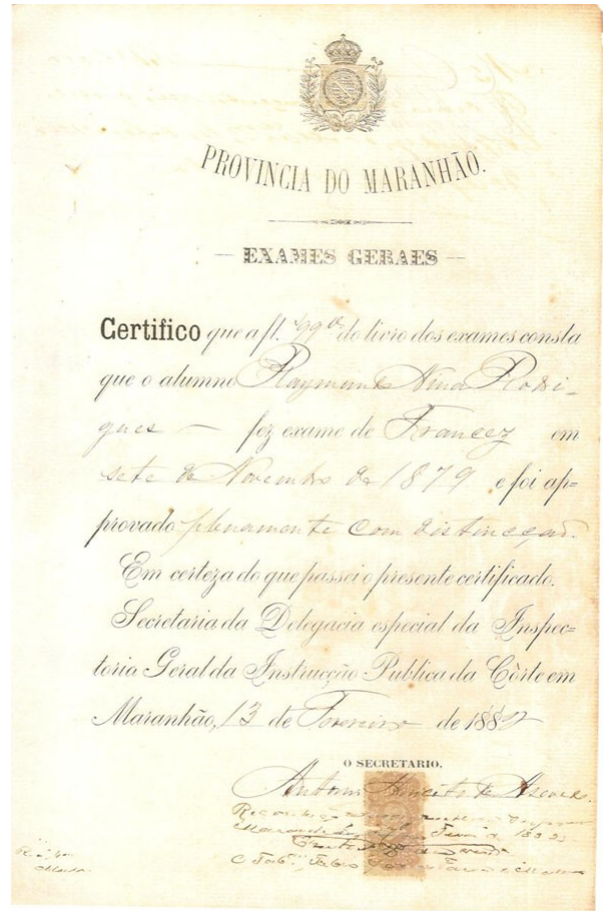 PROVINCIA DO MARANHÃO.
EXAMES GERAES
Certifico que a fl. 99 do livro dos exames consta
que o alumno Raymundo Nina Rodri-
gues — fez exame de Francez em
sete de Novembro de 1879 e foi ap-
provado plenamente com distincção.
Em certeza do que passei o presente certificado.
Secretaria da Delegacia especial da Inspec-
toria Geral da Instrucção Publica da Côrte em
Maranhão, 13 de Fevereiro de 1882
O SECRETARIO.
Antonio